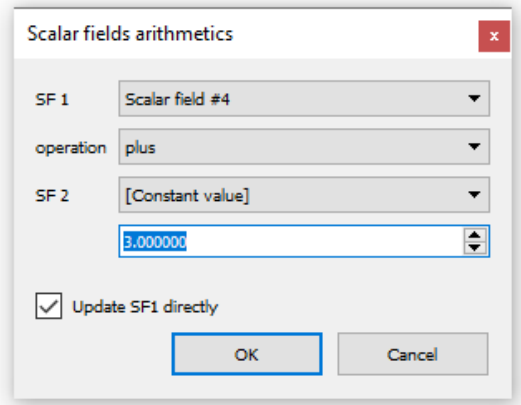 Scalar fields arithmetics
x
SF 1 Scalar field #4
operation plus
SF 2 [Constant value]
3.000000
Update SF1 directly
OK Cancel